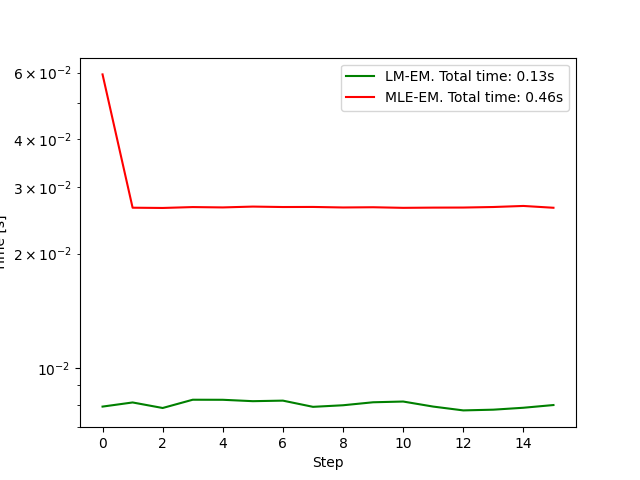 LM-EM. Total time: 0.13s
MLE-EM. Total time: 0.46s
6 × 10⁻²
4 × 10⁻²
3 × 10⁻²
2 × 10⁻²
10⁻²
[s]
0 2 4 6 8 10 12 14
Step